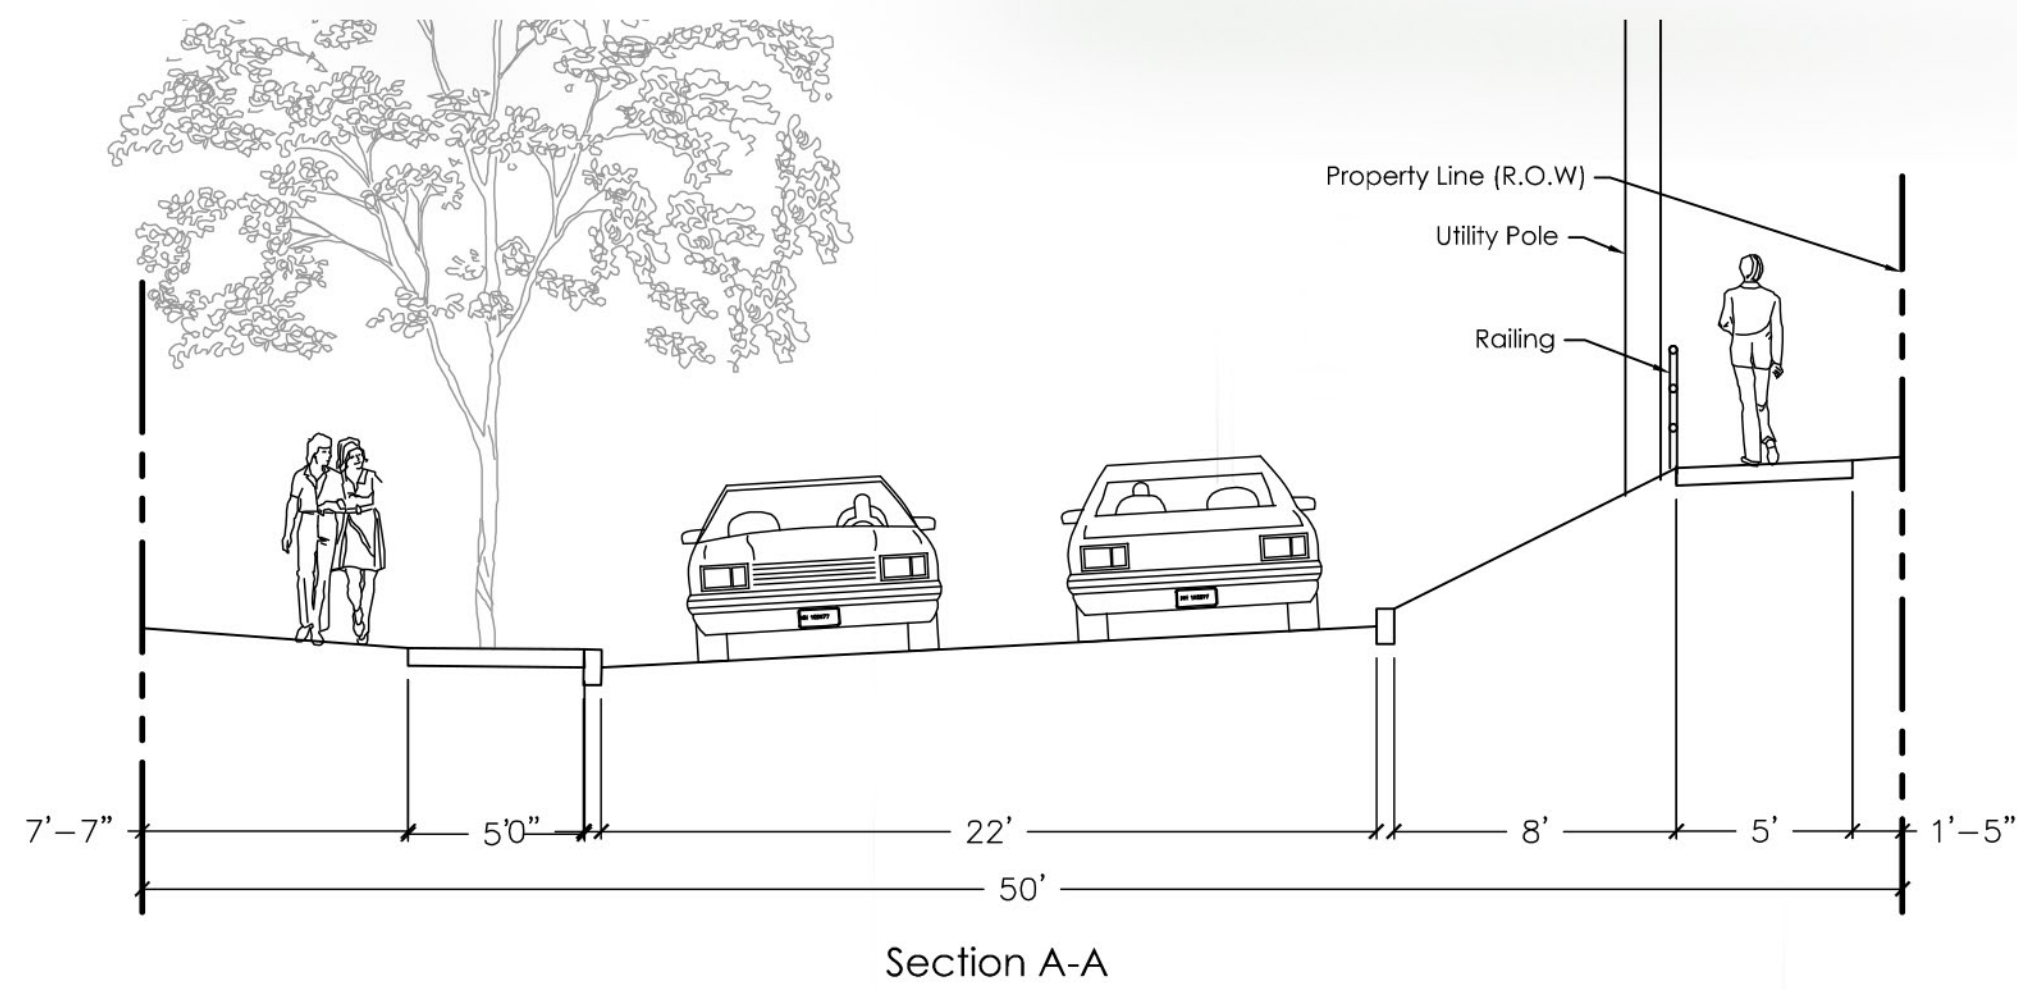 Property Line (R.O.W)
Utility Pole
Railing
7'-7" 5'0" 22' 8' 5' 1'-5"
50'
Section A-A